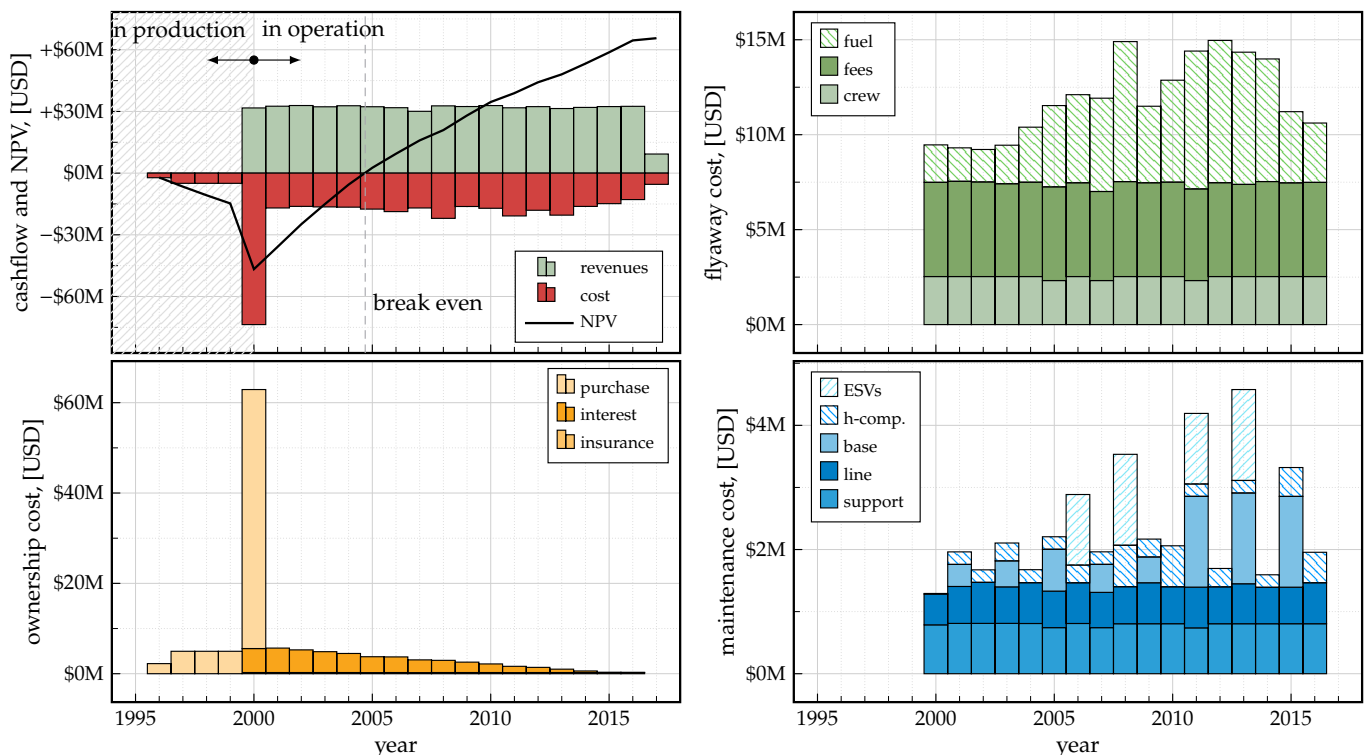 n production
in operation
+$60M
+$30M
$0M
−$30M
−$60M
cashflow and NPV, [USD]
revenues
cost
NPV
break even
$15M
$10M
$5M
$0M
flyaway cost, [USD]
fuel
fees
crew
$60M
$40M
$20M
$0M
ownership cost, [USD]
purchase
interest
insurance
1995
2000
2005
2010
2015
year
$4M
$2M
$0M
maintenance cost, [USD]
ESVs
h-comp.
base
line
support
1995
2000
2005
2010
2015
year